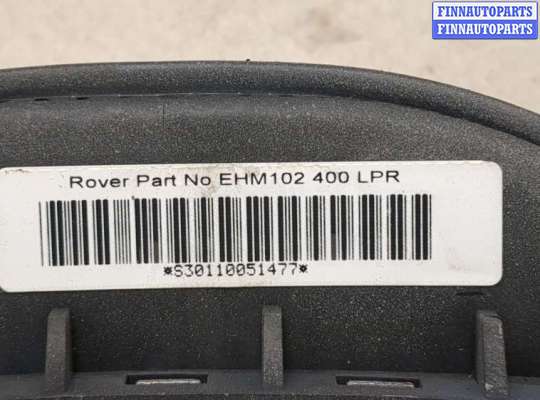 FINNAUTOPARTS
FINNAUTOPARTS
Rover Part No EHM102 400 LPR
*S30110051477*